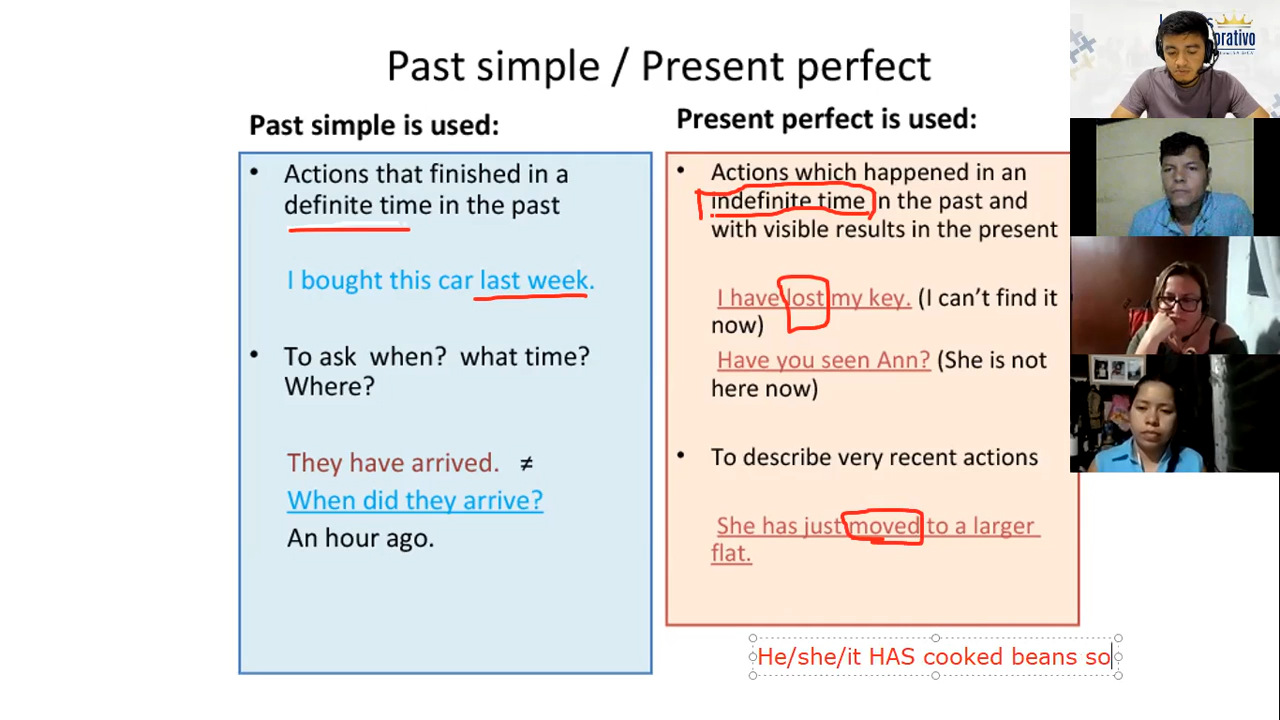 Past simple / Present perfect
Past simple is used:
• Actions that finished in a
definite time in the past
I bought this car last week.
• To ask when? what time?
Where?
They have arrived. ≠
When did they arrive?
An hour ago.
Present perfect is used:
• Actions which happened in an
indefinite time in the past and
with visible results in the present
I have lost my key. (I can't find it
now)
Have you seen Ann? (She is not
here now)
• To describe very recent actions
She has just moved to a larger
flat.
He/she/it HAS cooked beans so